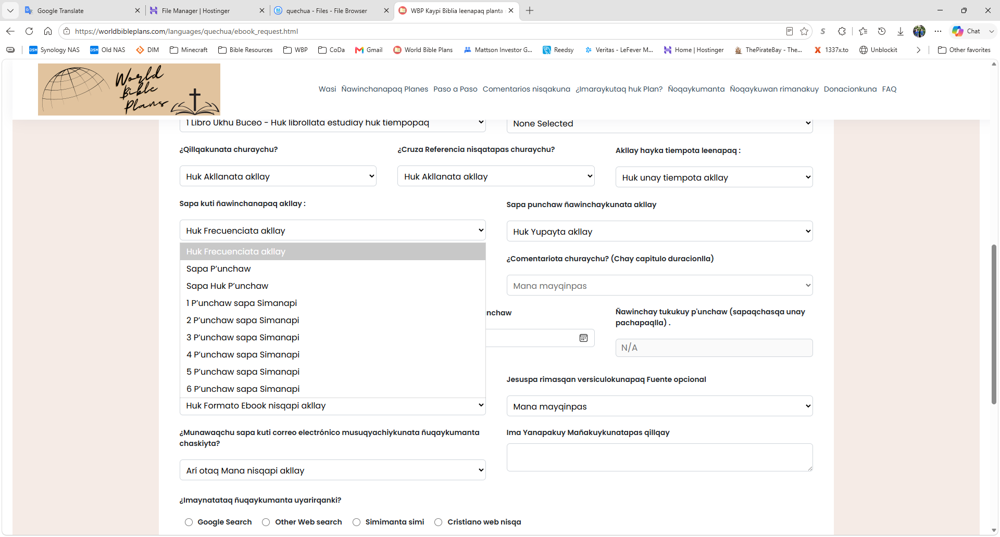 Google Translate
File Manager | Hostinger
quechua - Files - File Browser
WBP Kaypi Biblia leenapaq planta
https://worldbibleplans.com/languages/quechua/ebook_request.html
Chat
Synology NAS
Old NAS
DIM
Minecraft
Bible Resources
WBP
CoDa
Gmail
World Bible Plans
Mattson Investor G...
Reedsy
Veritas - LeFever M...
Home | Hostinger
ThePirateBay - The...
1337x.to
Unblockit
Other favorites
World
Bible
Plans
Wasi
Ñawinchanapaq Planes
Paso a Paso
Comentarios nisqakuna
¿Imaraykutaq huk Plan?
Ñoqaykumanta
Ñoqaykuwan rimanakuy
Donacionkuna
FAQ
1 Libro Ukhu Buceo - Huk librollata estudiay huk tiempopaq
None Selected
¿Qillqakunata churaychu?
¿Cruza Referencia nisqatapas churaychu?
Akllay hayka tiempota leenapaq :
Huk Akllanata akllay
Huk Akllanata akllay
Huk unay tiempota akllay
Sapa kuti ñawinchanapaq akllay :
Sapa punchaw ñawinchaykunata akllay
Huk Frecuenciata akllay
Huk Yupayta akllay
Huk Frecuenciata akllay
Sapa P’unchaw
Sapa Huk P’unchaw
1 P’unchaw sapa Simanapi
2 P’unchaw sapa Simanapi
3 P’unchaw sapa Simanapi
4 P’unchaw sapa Simanapi
5 P’unchaw sapa Simanapi
6 P’unchaw sapa Simanapi
¿Comentariota churaychu? (Chay capitulo duracionlla)
Mana mayqinpas
nchaw
Ñawinchay tukukuy p'unchaw (sapaqchasqa unay
pachapaqlla) .
N/A
Jesuspa rimasqan versiculokunapaq Fuente opcional
Huk Formato Ebook nisqapi akllay
Mana mayqinpas
¿Munawaqchu sapa kuti correo electrónico musuqyachiykunata ñuqaykumanta
chaskiyta?
Ima Yanapakuy Mañakuykunatapas qillqay
Arí otaq Mana nisqapi akllay
¿Imaynatataq ñuqaykumanta uyarirqanki?
Google Search
Other Web search
Simimanta simi
Cristiano web nisqa